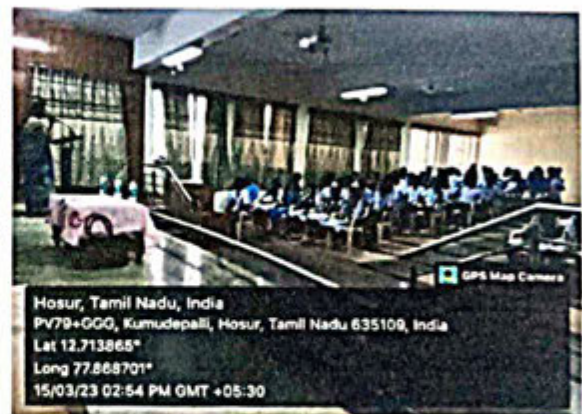 GPS Map Camera
Hosur, Tamil Nadu, India
PV79+GGG, Kumudepalli, Hosur, Tamil Nadu 635109, India
Lat 12.713865°
Long 77.868701°
15/03/23 02:54 PM GMT +05:30